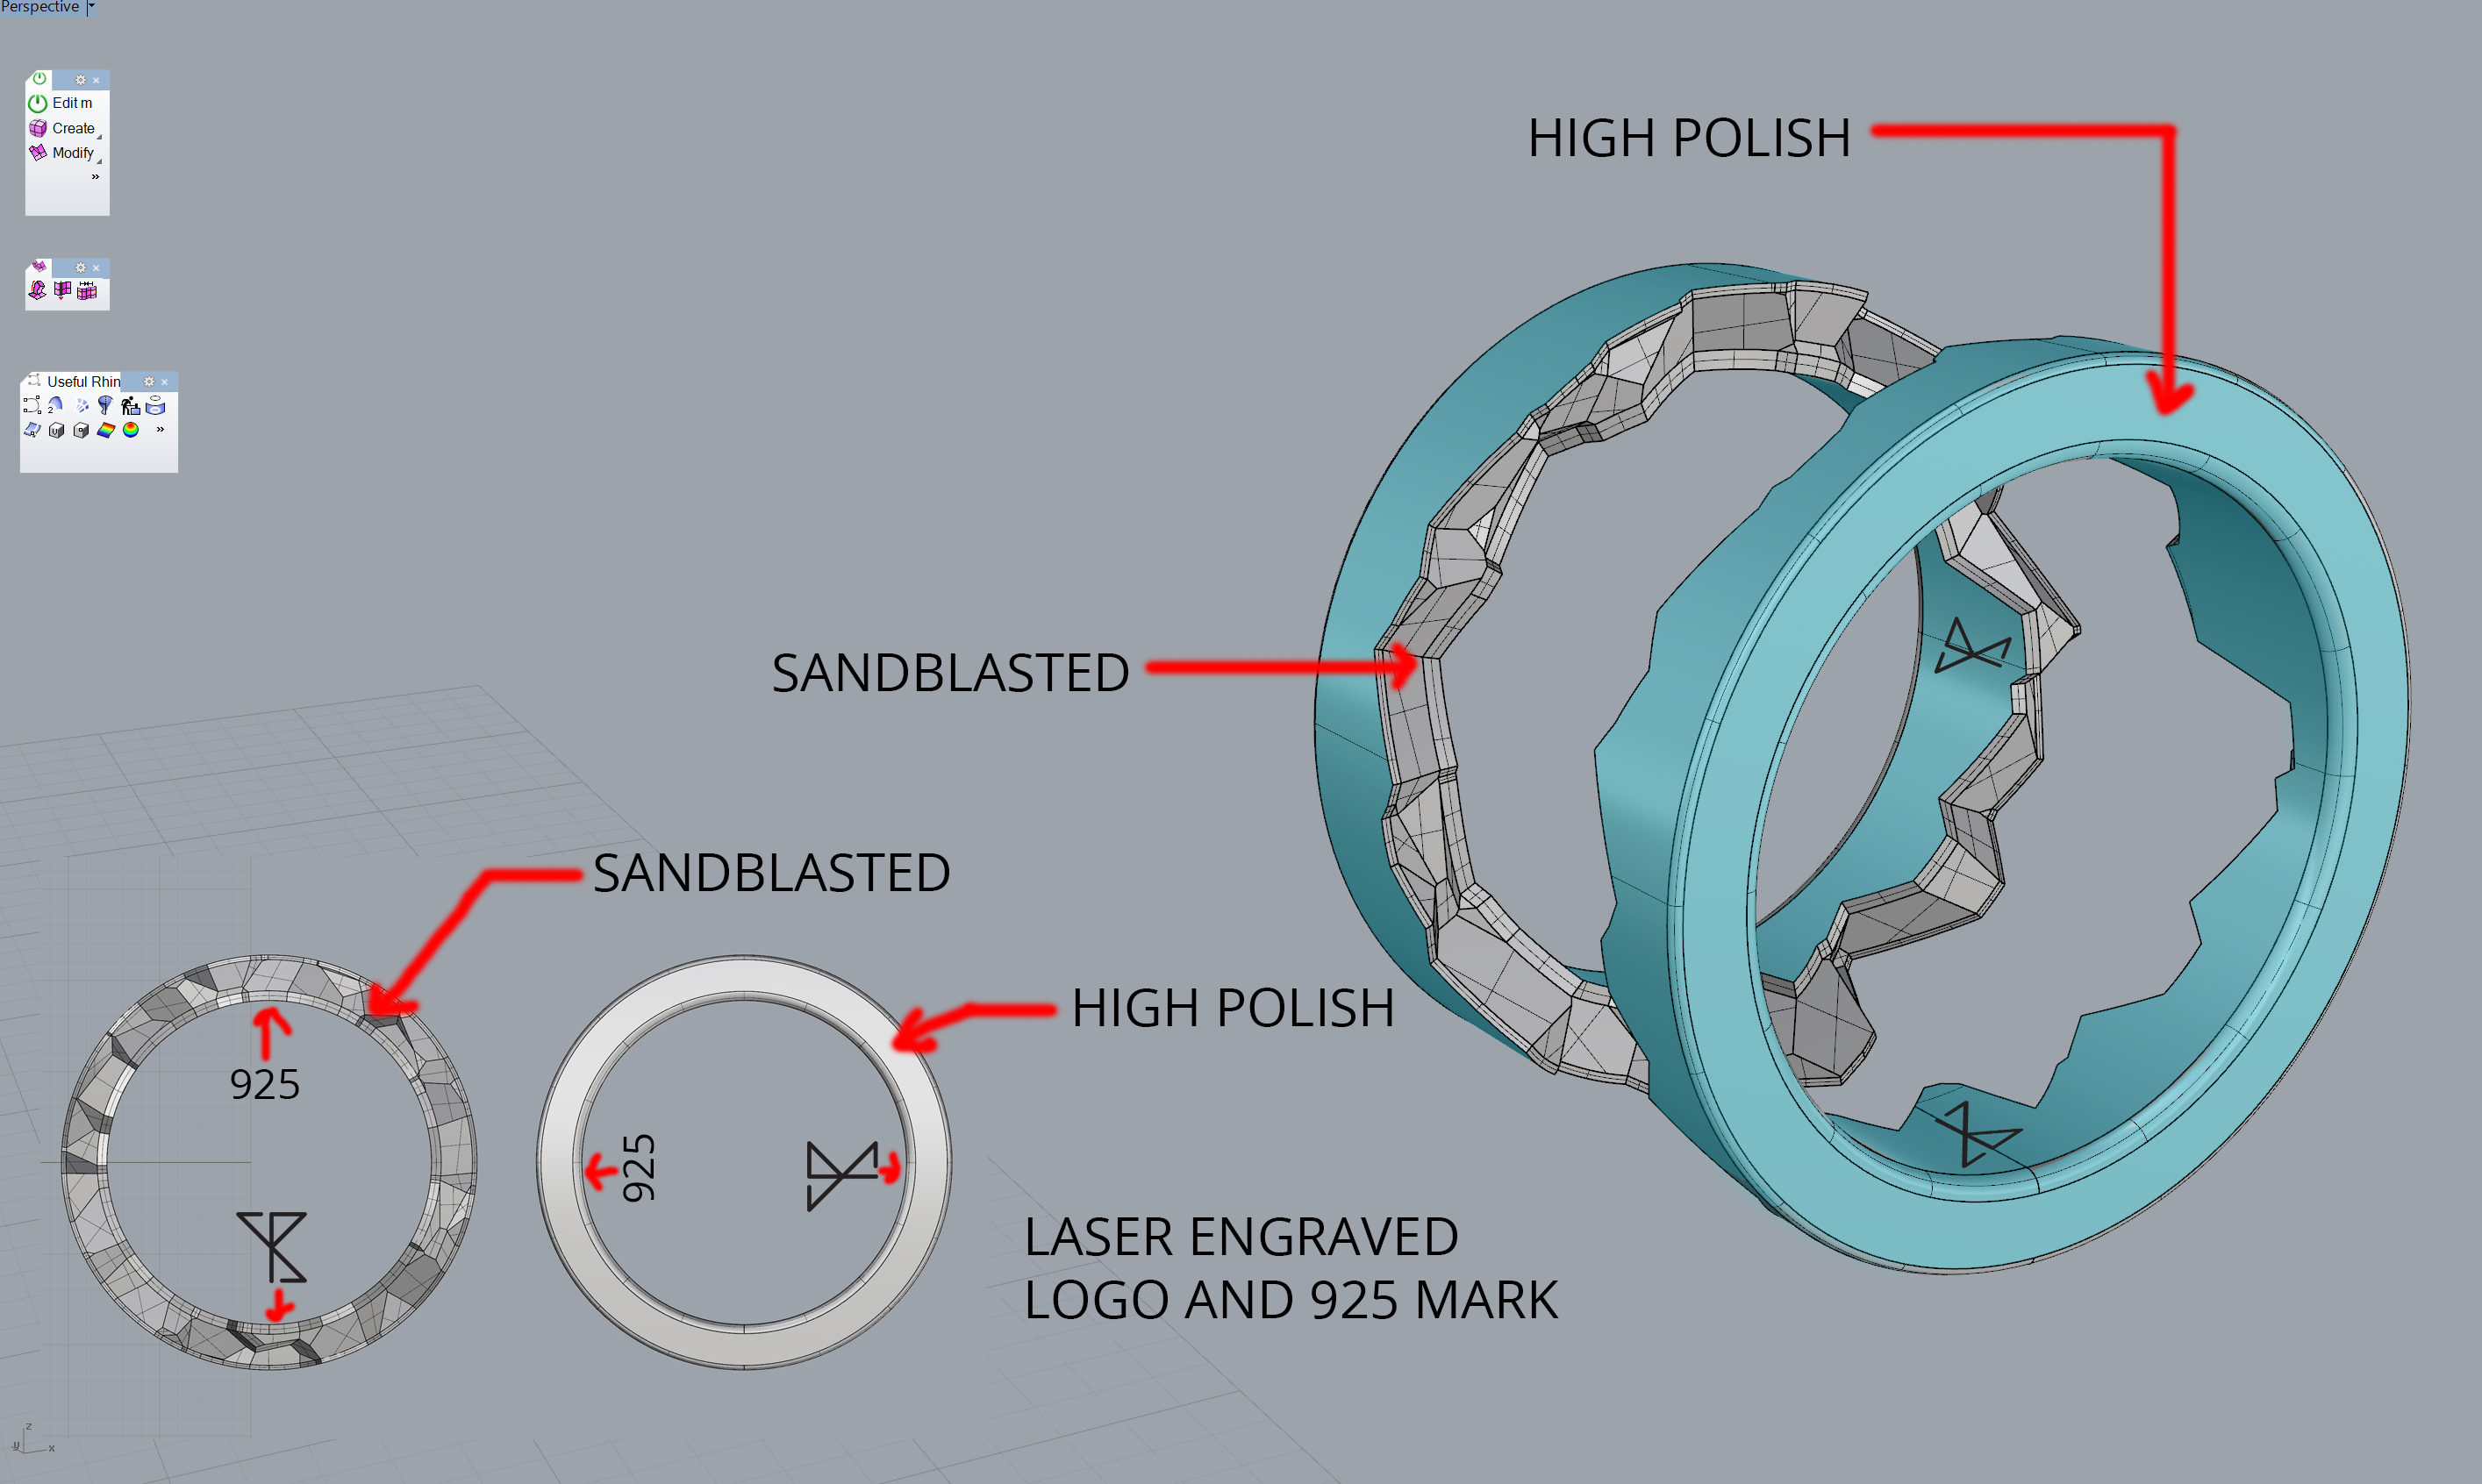 Perspective
Edit m
Create
Modify
»
Useful Rhin
»
HIGH POLISH
SANDBLASTED
SANDBLASTED
925
HIGH POLISH
925
LASER ENGRAVED
LOGO AND 925 MARK
z
y
x